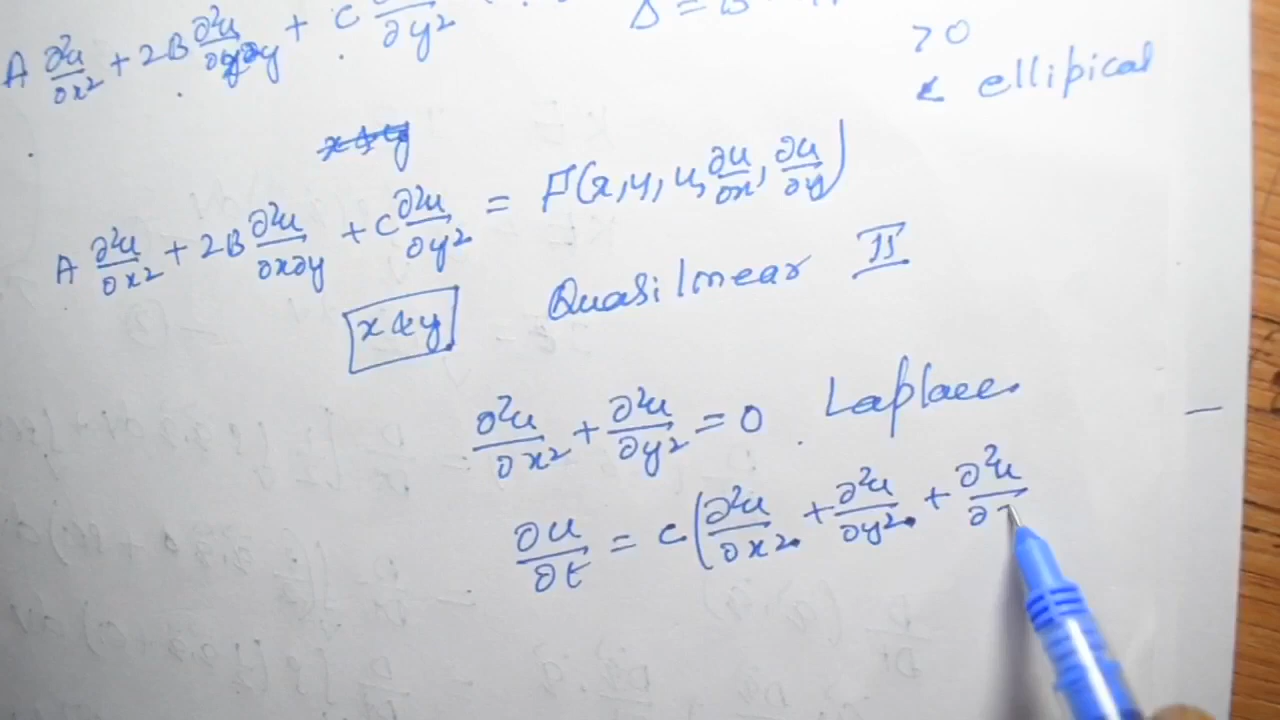 A ∂²u/∂x² + 2B ∂²u/∂x∂y + C /∂y² Δ = B
> 0
< ellipical
x & y
A ∂²u/∂x² + 2B ∂²u/∂x∂y + C ∂²u/∂y² = F(x, y, u, ∂u/∂x, ∂u/∂y)
x & y Quasilinear II
∂²u/∂x² + ∂²u/∂y² = 0 . Laplace
∂u/∂t = c(∂²u/∂x² + ∂²u/∂y² + ∂²u/∂